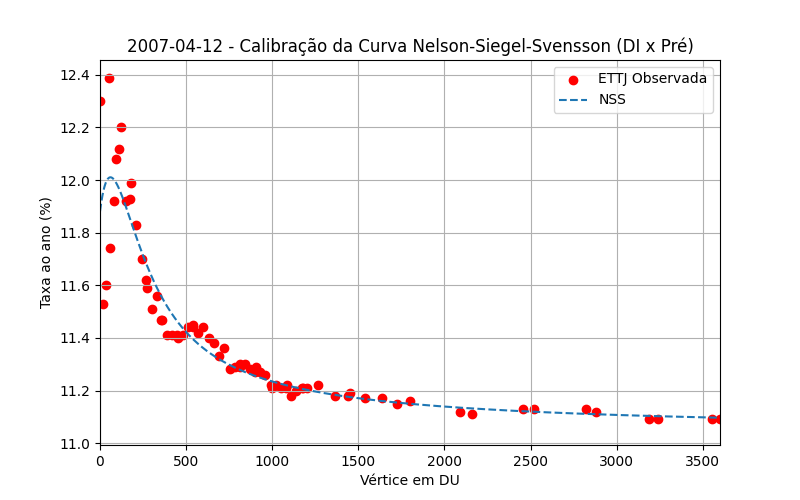 2007-04-12 - Calibração da Curva Nelson-Siegel-Svensson (DI x Pré)
ETTJ Observada
NSS
Taxa ao ano (%)
12.4
12.2
12.0
11.8
11.6
11.4
11.2
11.0
0 500 1000 1500 2000 2500 3000 3500
Vértice em DU